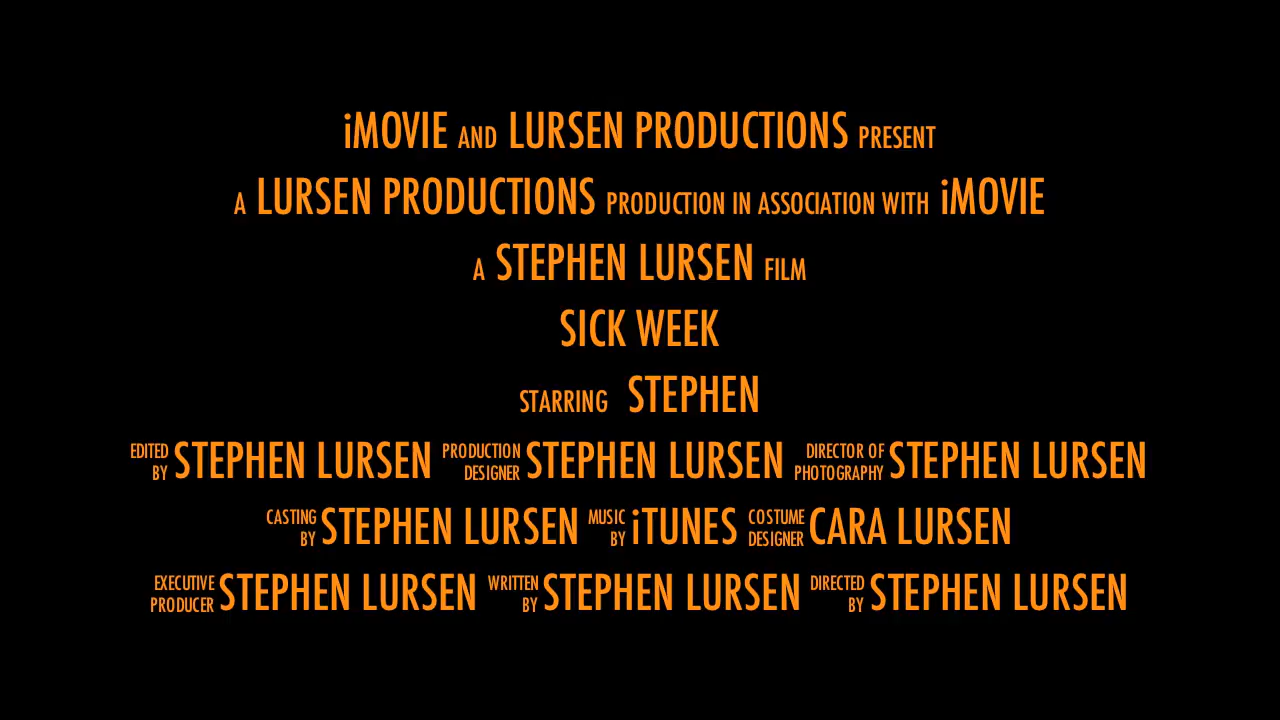 iMOVIE AND LURSEN PRODUCTIONS PRESENT
A LURSEN PRODUCTIONS PRODUCTION IN ASSOCIATION WITH iMOVIE
A STEPHEN LURSEN FILM
SICK WEEK
STARRING STEPHEN
EDITED BY STEPHEN LURSEN PRODUCTION DESIGNER STEPHEN LURSEN DIRECTOR OF PHOTOGRAPHY STEPHEN LURSEN
CASTING BY STEPHEN LURSEN MUSIC BY iTUNES COSTUME DESIGNER CARA LURSEN
EXECUTIVE PRODUCER STEPHEN LURSEN WRITTEN BY STEPHEN LURSEN DIRECTED BY STEPHEN LURSEN